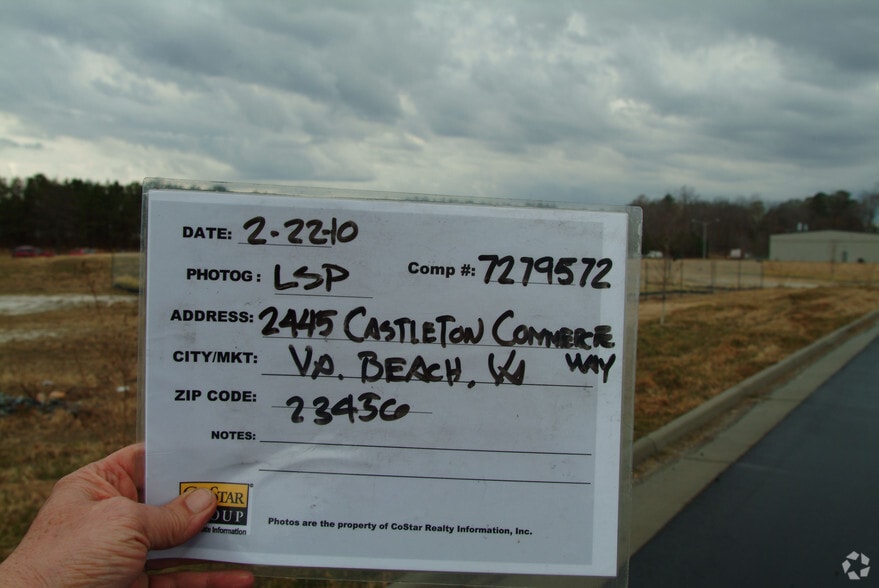 DATE: 2-22-10
PHOTOG: LSP Comp #: 7279572
ADDRESS: 2445 CASTLETON COMMERCE WAY
CITY/MKT: VA. BEACH, VA
ZIP CODE: 23456
NOTES:
COSTAR
Photos are the property of CoStar Realty Information, Inc.